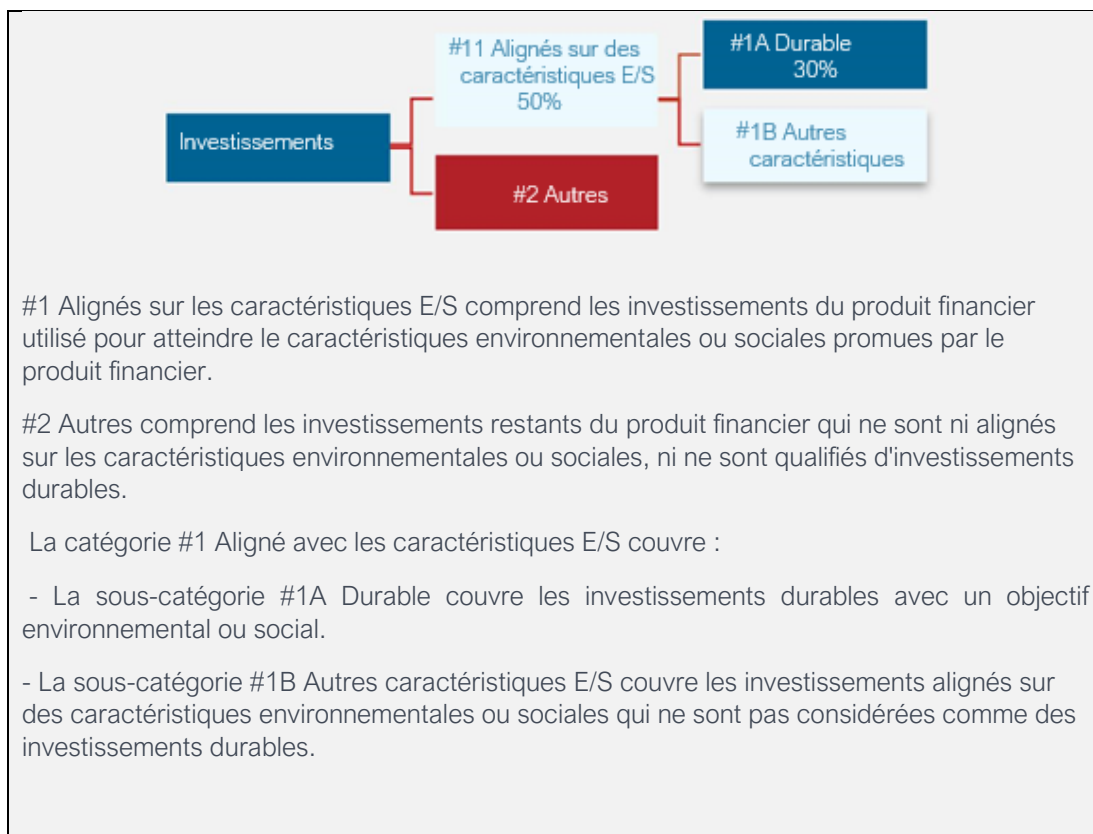 #11 Alignés sur des
caractéristiques E/S
50%
#1A Durable
30%
Investissements
#1B Autres
caractéristiques
#2 Autres
#1 Alignés sur les caractéristiques E/S comprend les investissements du produit financier
utilisé pour atteindre le caractéristiques environnementales ou sociales promues par le
produit financier.
#2 Autres comprend les investissements restants du produit financier qui ne sont ni alignés
sur les caractéristiques environnementales ou sociales, ni ne sont qualifiés d'investissements
durables.
La catégorie #1 Aligné avec les caractéristiques E/S couvre :
- La sous-catégorie #1A Durable couvre les investissements durables avec un objectif
environnemental ou social.
- La sous-catégorie #1B Autres caractéristiques E/S couvre les investissements alignés sur
des caractéristiques environnementales ou sociales qui ne sont pas considérées comme des
investissements durables.